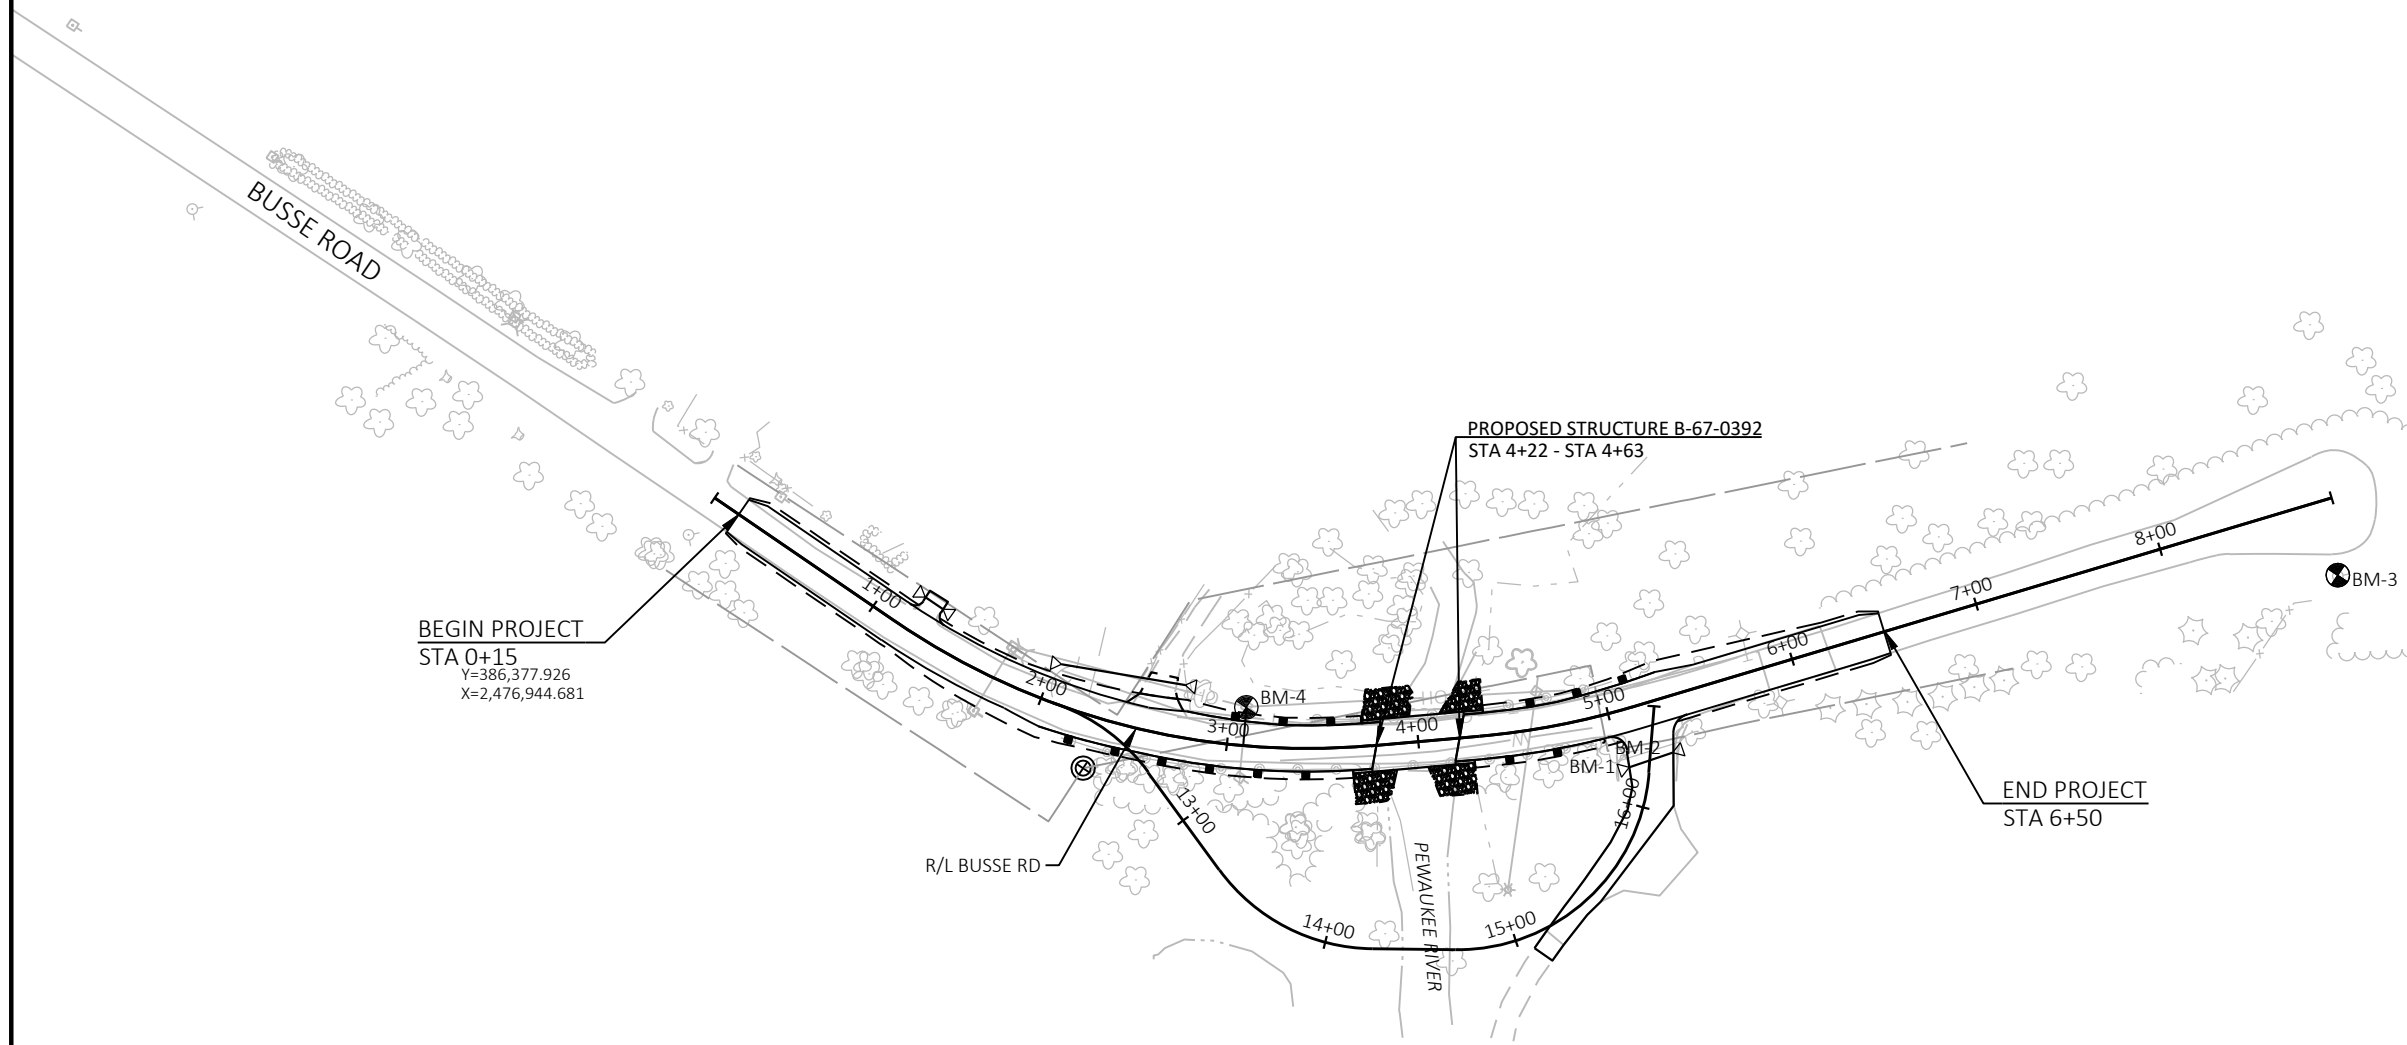 BUSSE ROAD
PROPOSED STRUCTURE B-67-0392
STA 4+22 - STA 4+63
BEGIN PROJECT
STA 0+15
Y=386,377.926
X=2,476,944.681
1+00
2+00
3+00
4+00
5+00
6+00
7+00
8+00
BM-3
BM-4
BM-2
BM-1
13+00
14+00
15+00
16+00
R/L BUSSE RD
PEWAUKEE RIVER
END PROJECT
STA 6+50